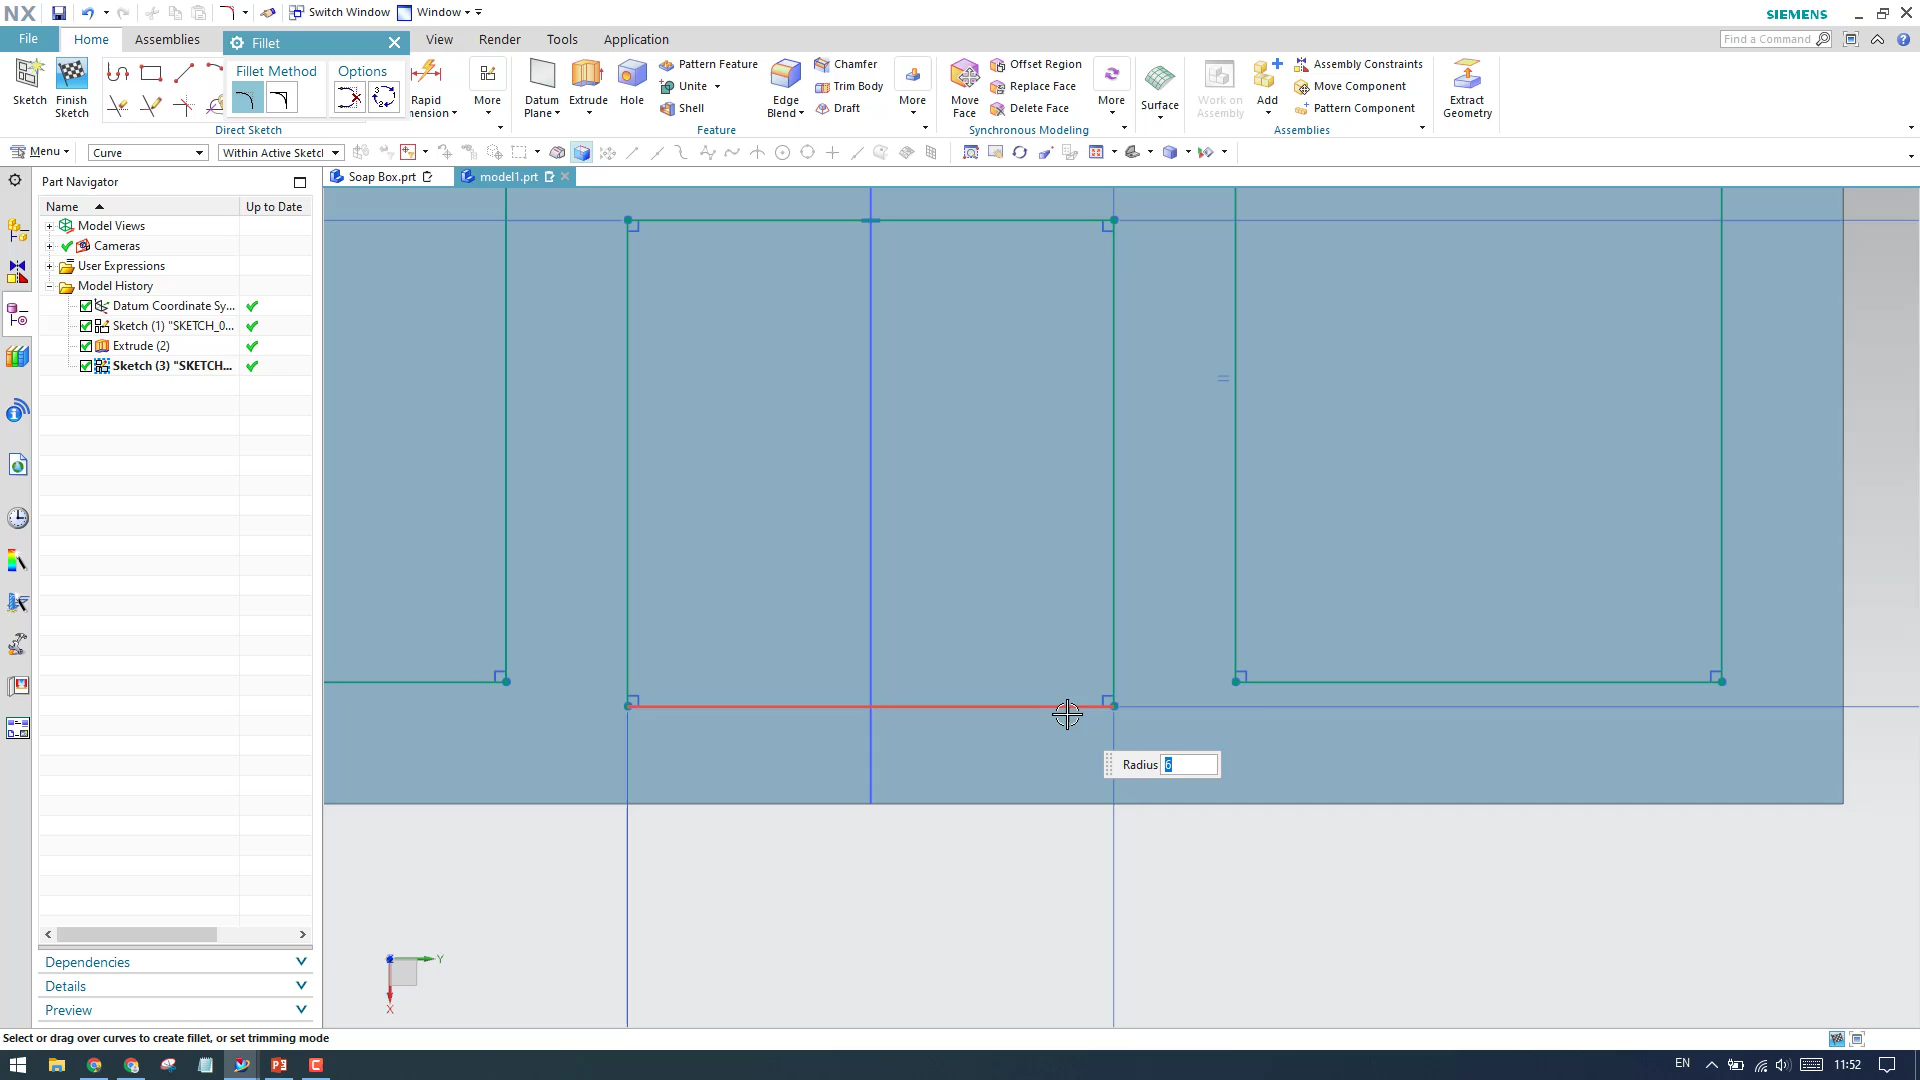 NX
Switch Window
Window
SIEMENS
File
Home
Assemblies
Fillet
View
Render
Tools
Application
Find a Command
Sketch
Finish
Sketch
Direct Sketch
Fillet Method
Options
Rapid
mension
More
Datum
Plane
Extrude
Hole
Pattern Feature
Unite
Shell
Edge
Blend
Chamfer
Trim Body
Draft
More
Feature
Move
Face
Offset Region
Replace Face
Delete Face
More
Synchronous Modeling
Surface
Work on
Assembly
Add
Assembly Constraints
Move Component
Pattern Component
Assemblies
Extract
Geometry
Menu
Curve
Within Active Sketcl
Part Navigator
Soap Box.prt
model1.prt
Name
Up to Date
Model Views
Cameras
User Expressions
Model History
Datum Coordinate Sy...
Sketch (1) "SKETCH_0...
Extrude (2)
Sketch (3) "SKETCH...
Radius 6
Y
X
Dependencies
Details
Preview
Select or drag over curves to create fillet, or set trimming mode
EN
11:52